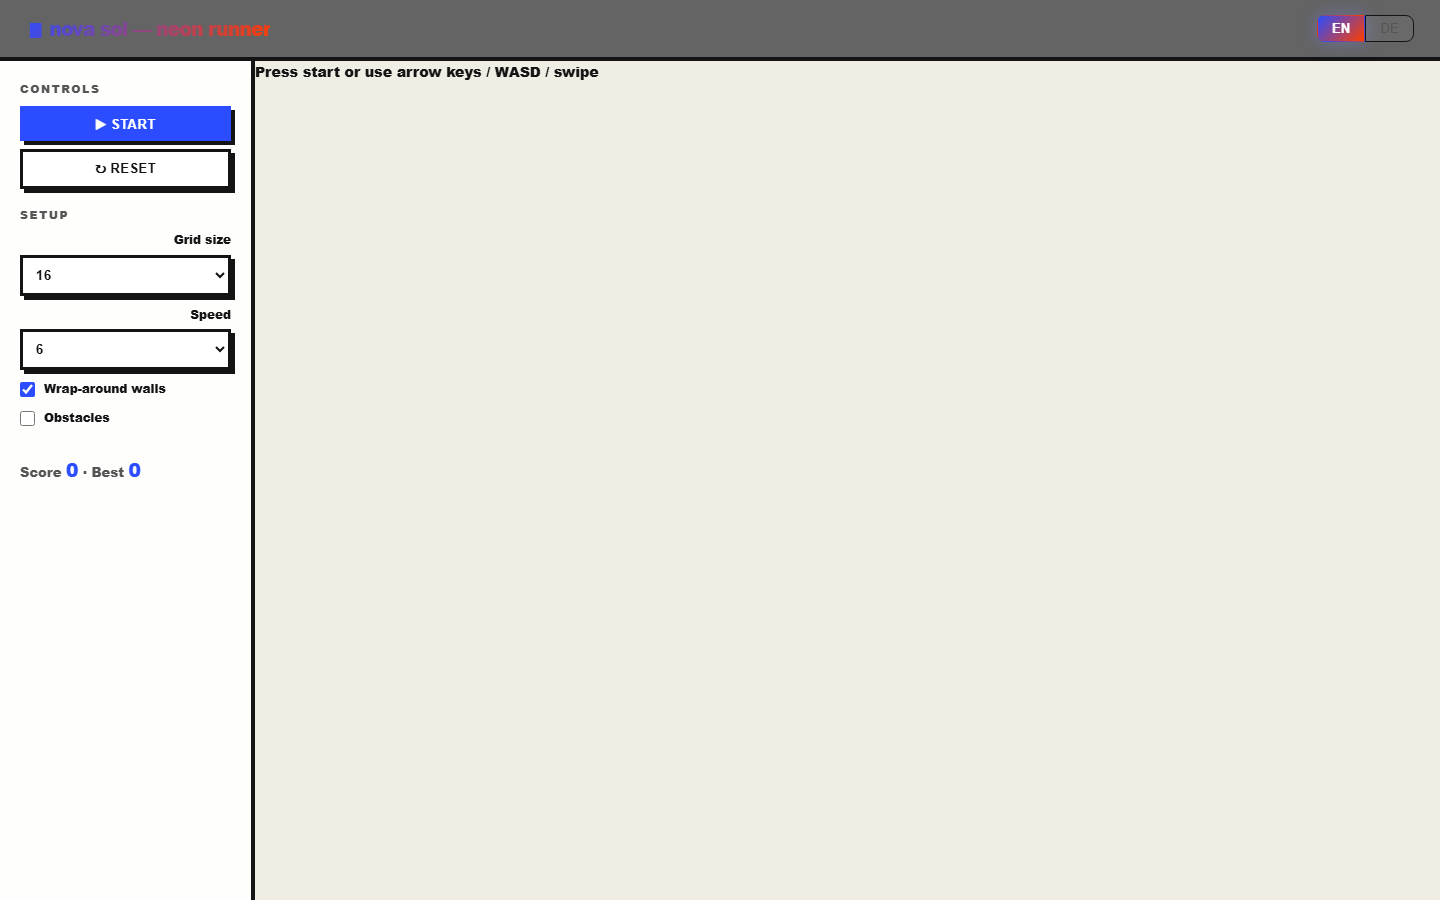 nova sol — neon runner
EN DE
Press start or use arrow keys / WASD / swipe
CONTROLS
▶ START
↻ RESET
SETUP
Grid size
16
Speed
6
Wrap-around walls
Obstacles
Score 0 · Best 0